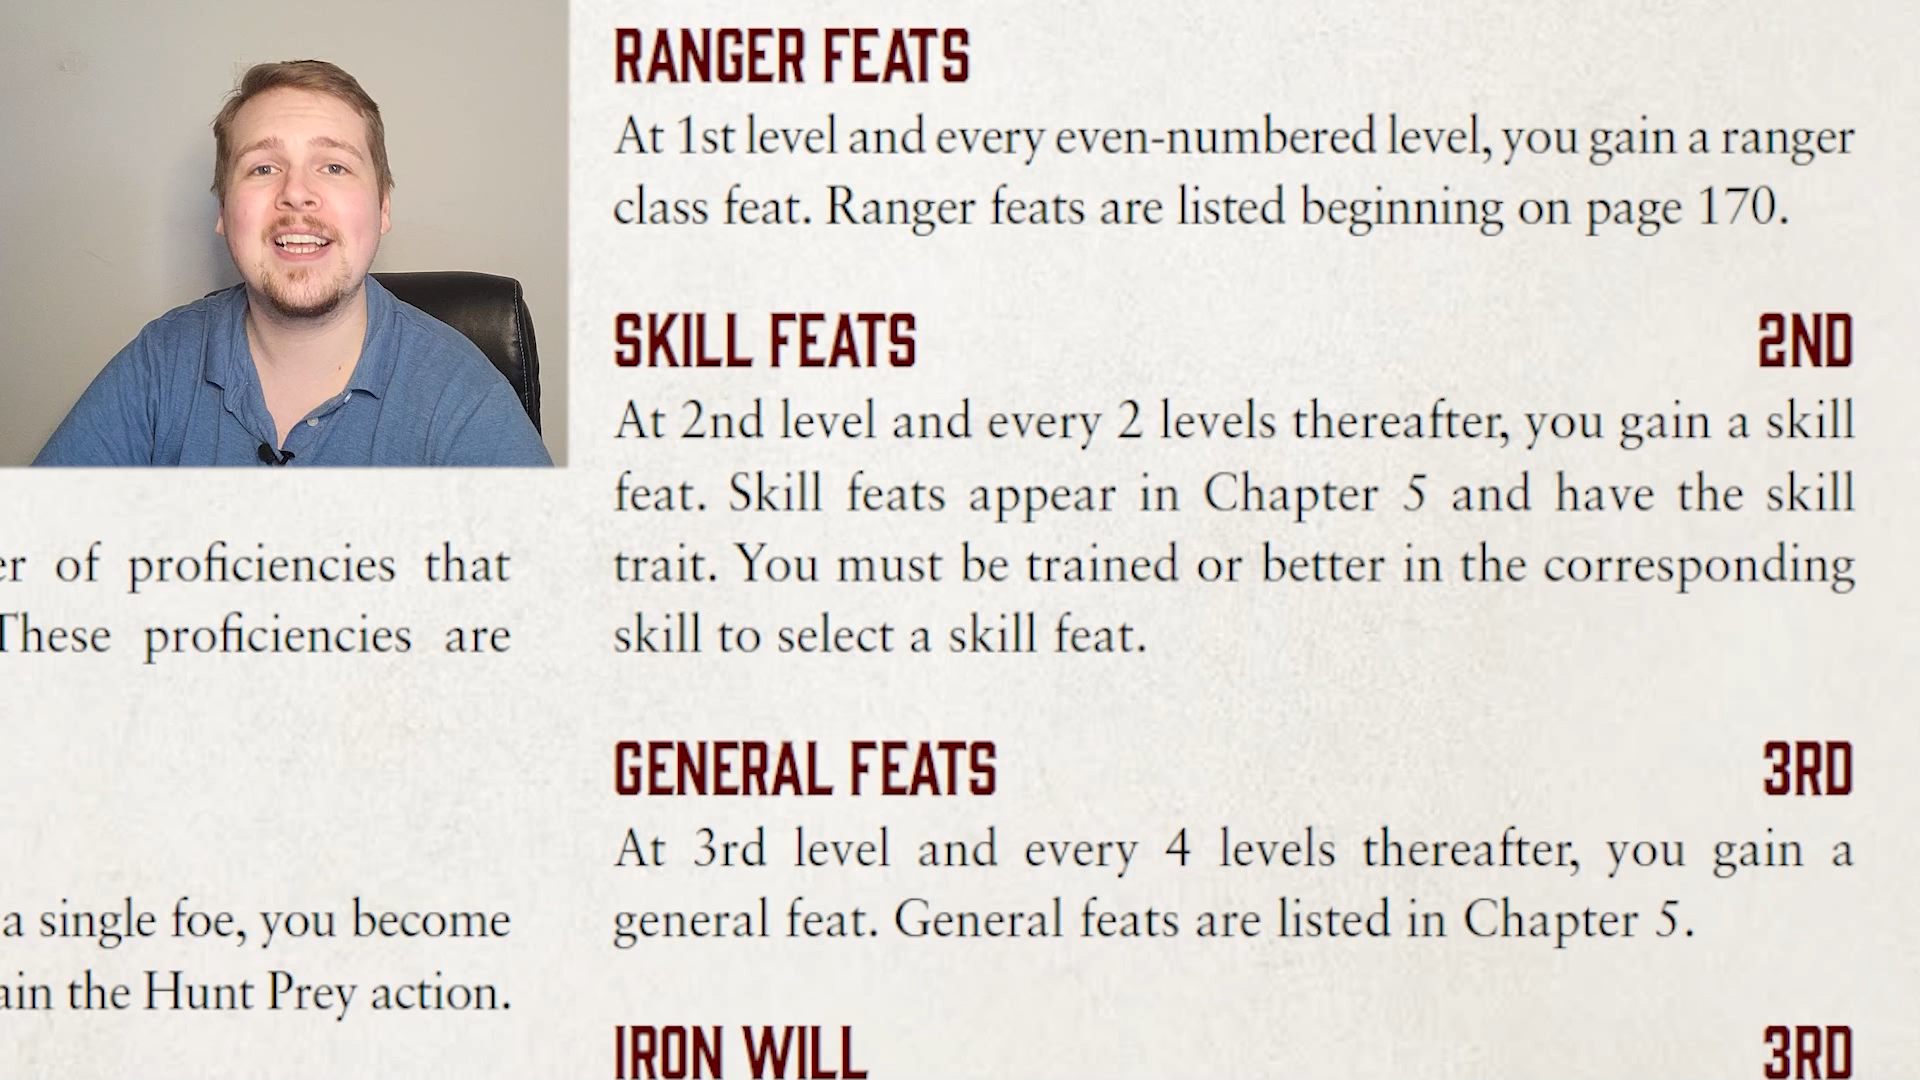 er of proficiencies that
These proficiencies are
a single foe, you become
ain the Hunt Prey action.
RANGER FEATS
At 1st level and every even-numbered level, you gain a ranger
class feat. Ranger feats are listed beginning on page 170.
SKILL FEATS 2ND
At 2nd level and every 2 levels thereafter, you gain a skill
feat. Skill feats appear in Chapter 5 and have the skill
trait. You must be trained or better in the corresponding
skill to select a skill feat.
GENERAL FEATS 3RD
At 3rd level and every 4 levels thereafter, you gain a
general feat. General feats are listed in Chapter 5.
IRON WILL 3RD